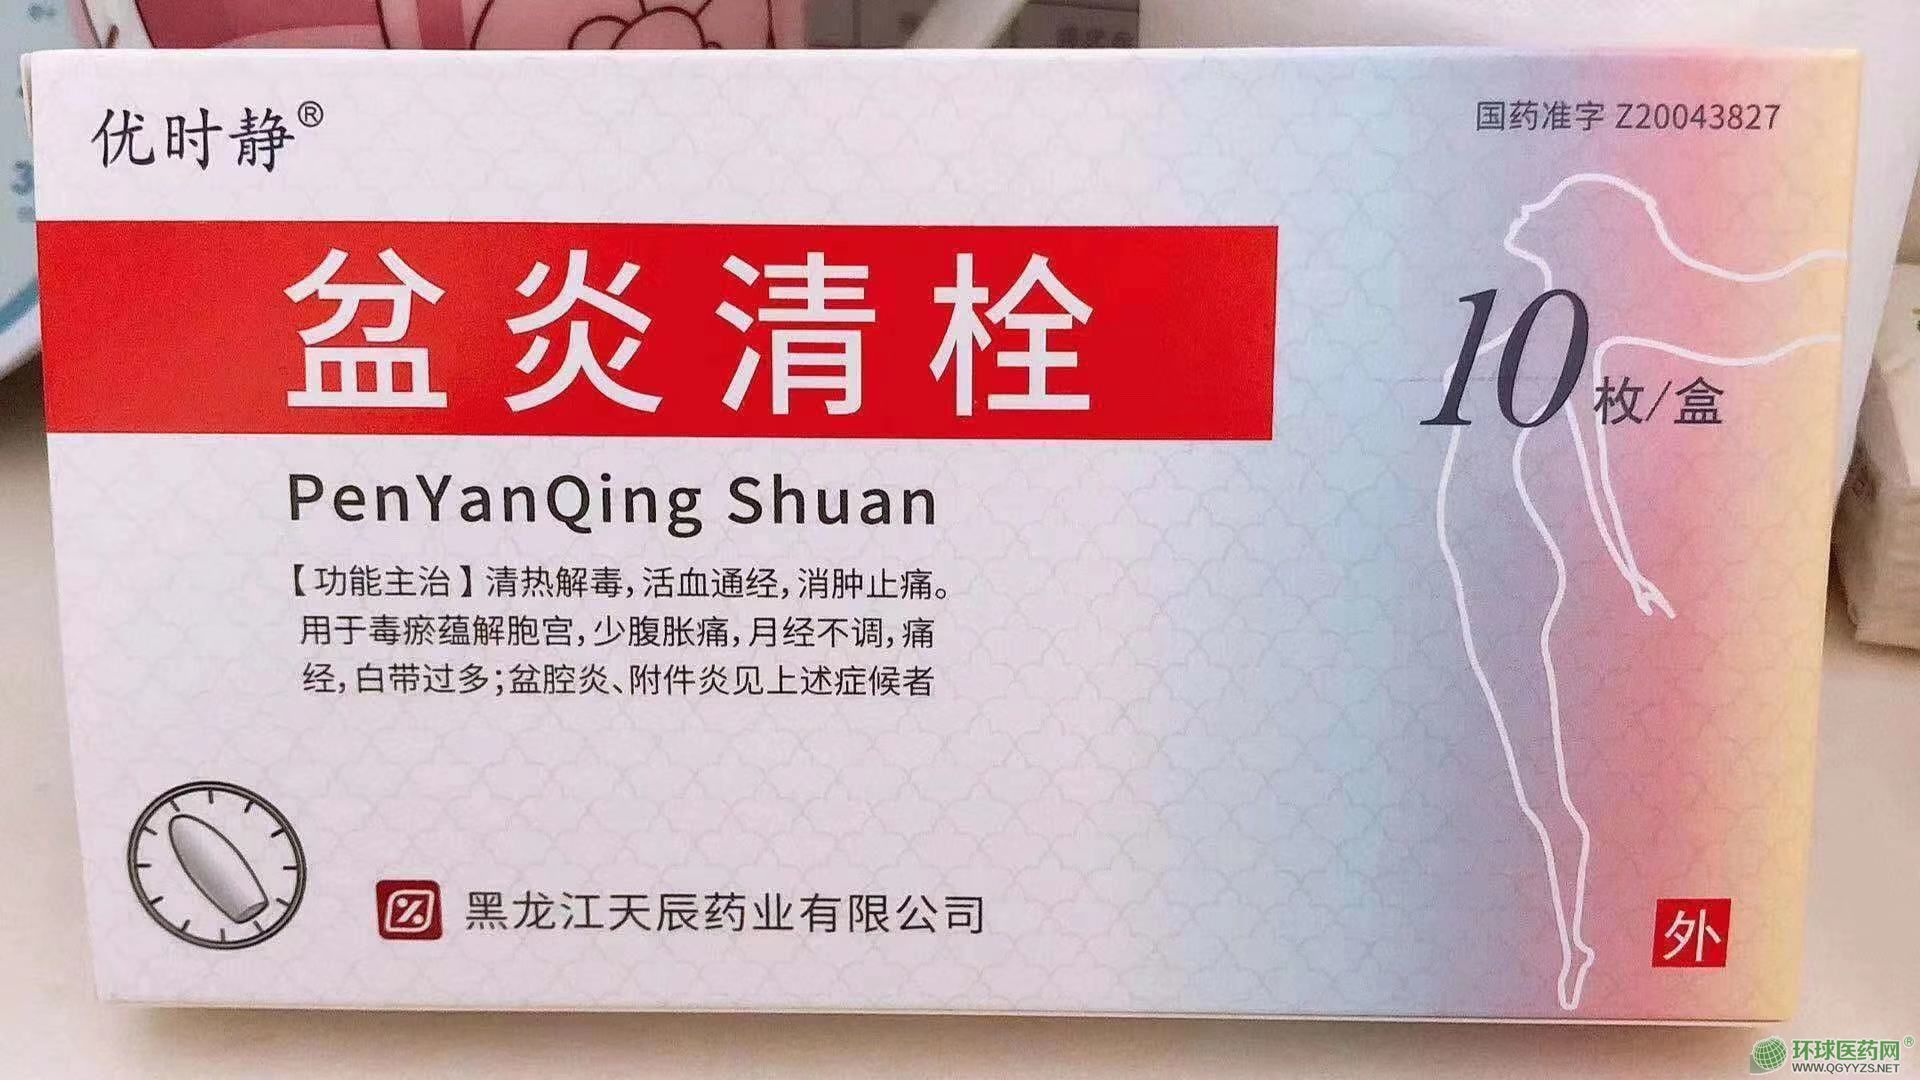 优时静®
国药准字 Z20043827
盆炎清栓
10枚/盒
PenYanQing Shuan
【功能主治】清热解毒，活血通经，消肿止痛。
用于毒瘀蕴解胞宫，少腹胀痛，月经不调，痛
经，白带过多；盆腔炎、附件炎见上述症候者
黑龙江天辰药业有限公司
外
环球医药网®
WWW.QGYYZS.NET